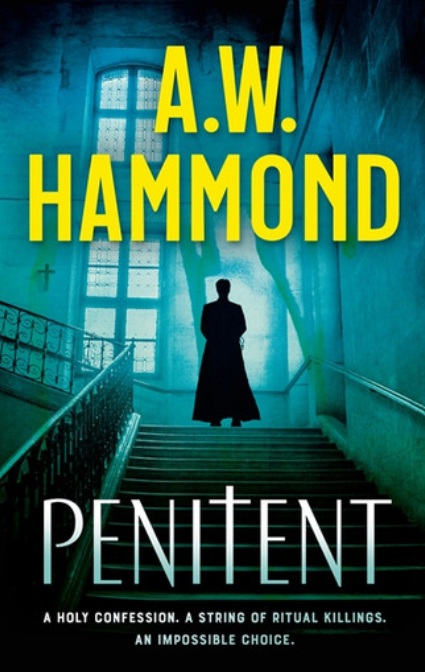 A.W.
HAMMOND
PENITENT
A HOLY CONFESSION. A STRING OF RITUAL KILLINGS.
AN IMPOSSIBLE CHOICE.